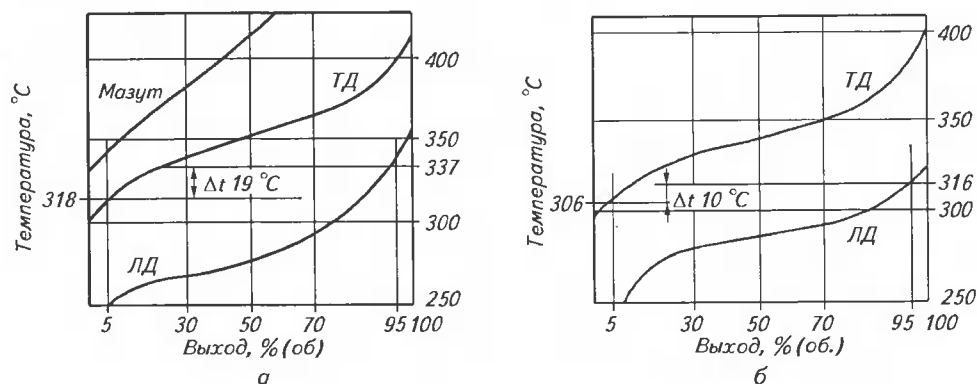 Температура, °C
Мазут
ТД
ЛД
Δt 19 °C
318
400
350
337
300
250
5 30 50 70 95 100
Выход, % (об)
а
Температура, °C
ТД
ЛД
Δt 10 °C
306
400
350
316
300
250
5 30 50 70 95 100
Выход, % (об.)
б